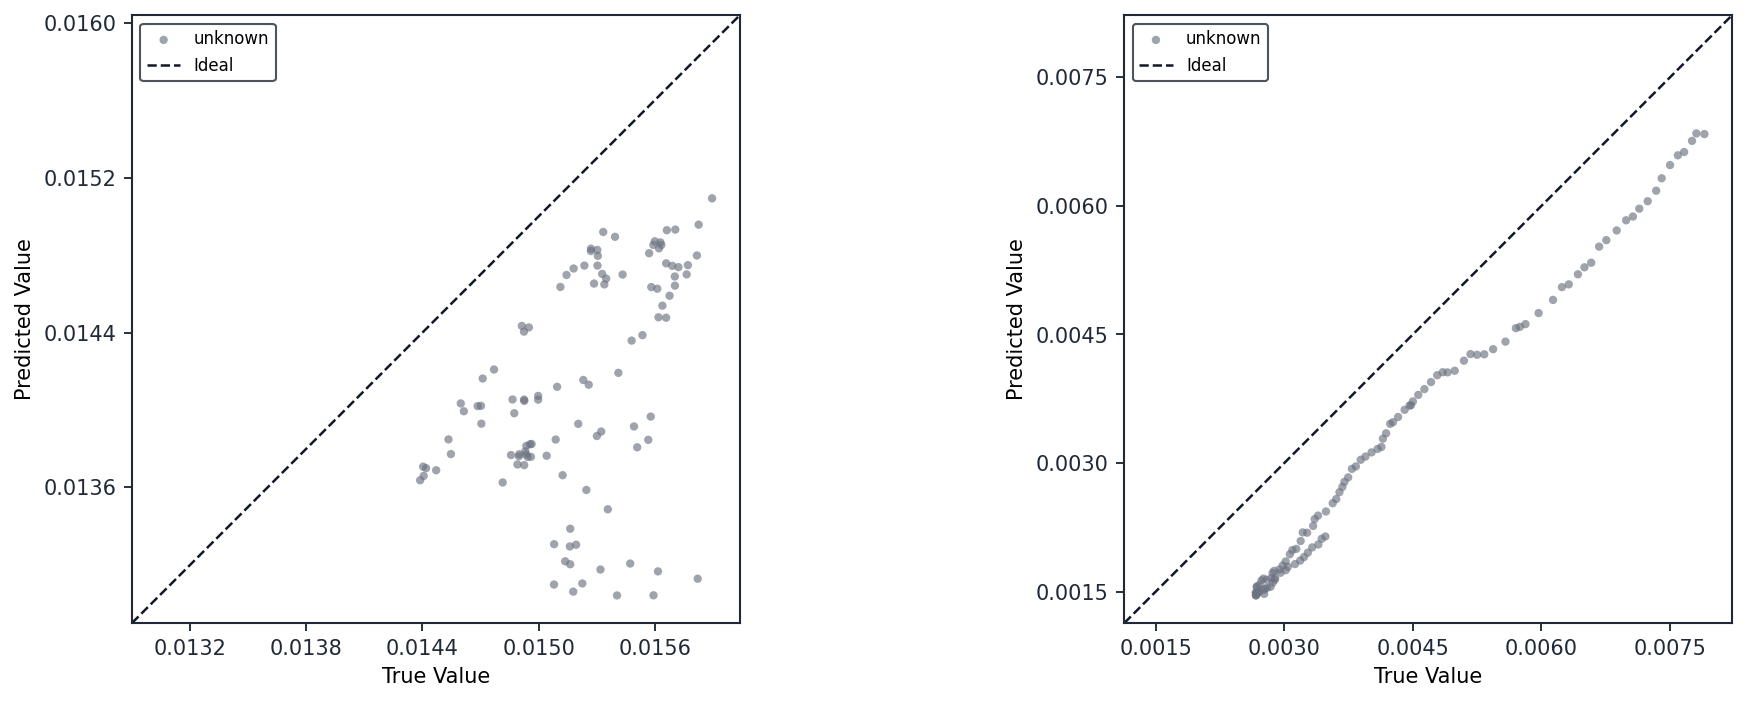 unknown
Ideal
0.0160
0.0152
0.0144
0.0136
Predicted Value
0.0132 0.0138 0.0144 0.0150 0.0156
True Value
unknown
Ideal
0.0075
0.0060
0.0045
0.0030
0.0015
Predicted Value
0.0015 0.0030 0.0045 0.0060 0.0075
True Value